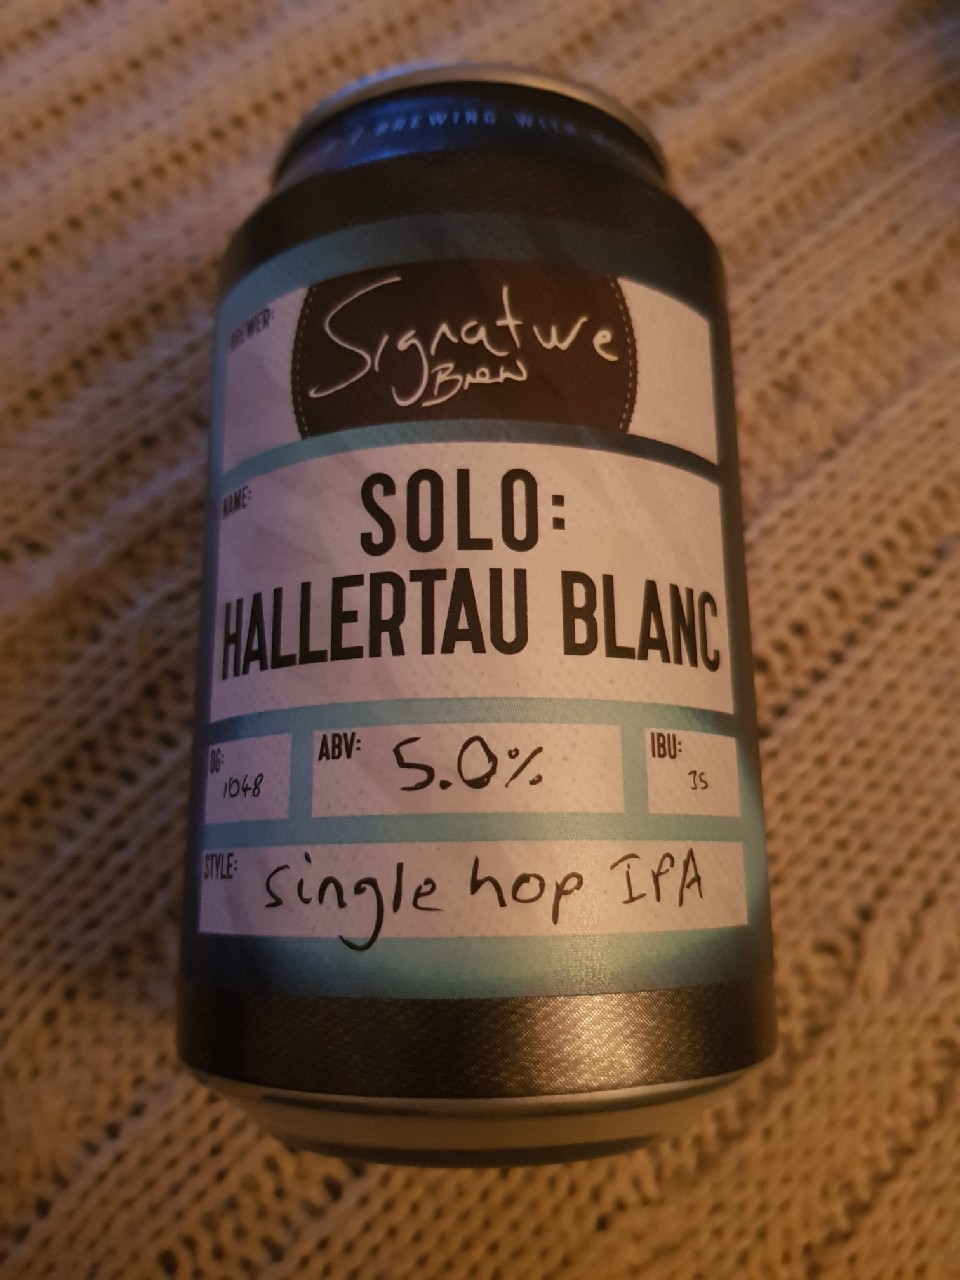 BREWING WITH
BREWER:
Signature
Brew
NAME:
SOLO:
HALLERTAU BLANC
OG: 1048
ABV: 5.0%
IBU: 35
STYLE: single hop IPA